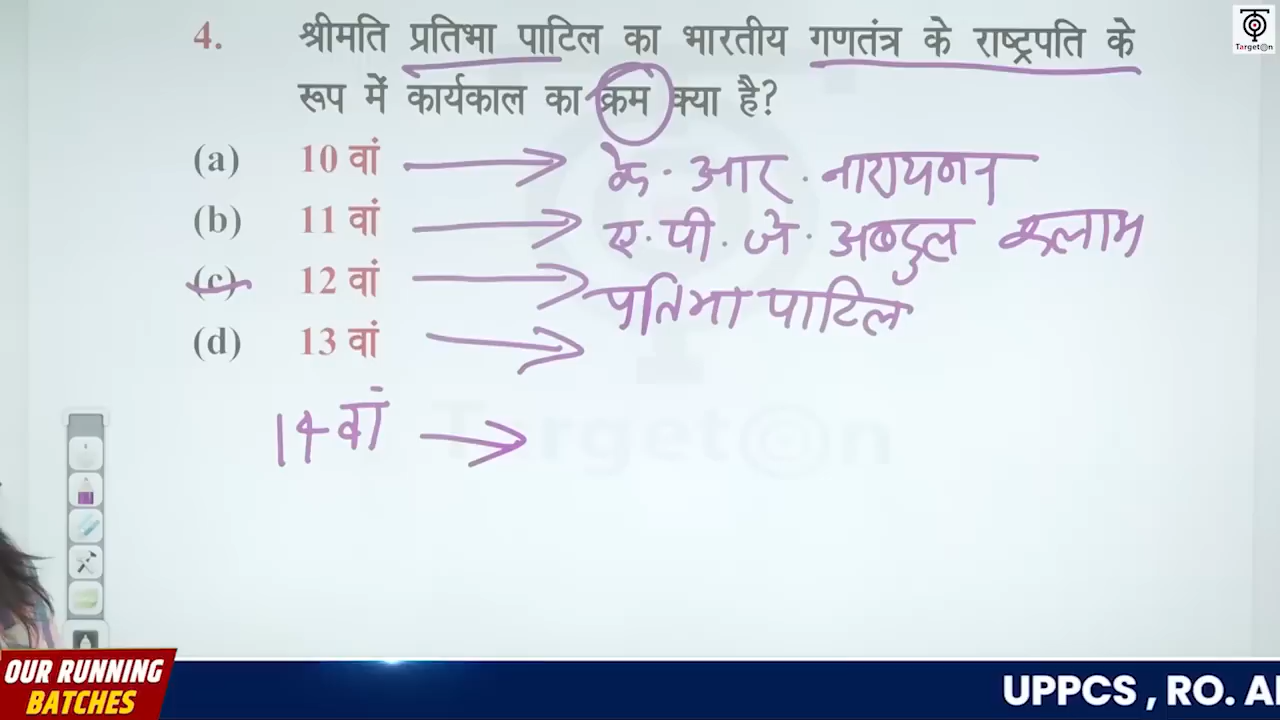 4. श्रीमति प्रतिभा पाटिल का भारतीय गणतंत्र के राष्ट्रपति के
रूप में कार्यकाल का क्रम क्या है?
(a) 10 वां के. आर. नारायणन
(b) 11 वां ए. पी. जे. अब्दुल कलाम
(c) 12 वां प्रतिभा पाटिल
(d) 13 वां
14 वां
Target@n
Target@n
OUR RUNNING
BATCHES
UPPCS , RO. A